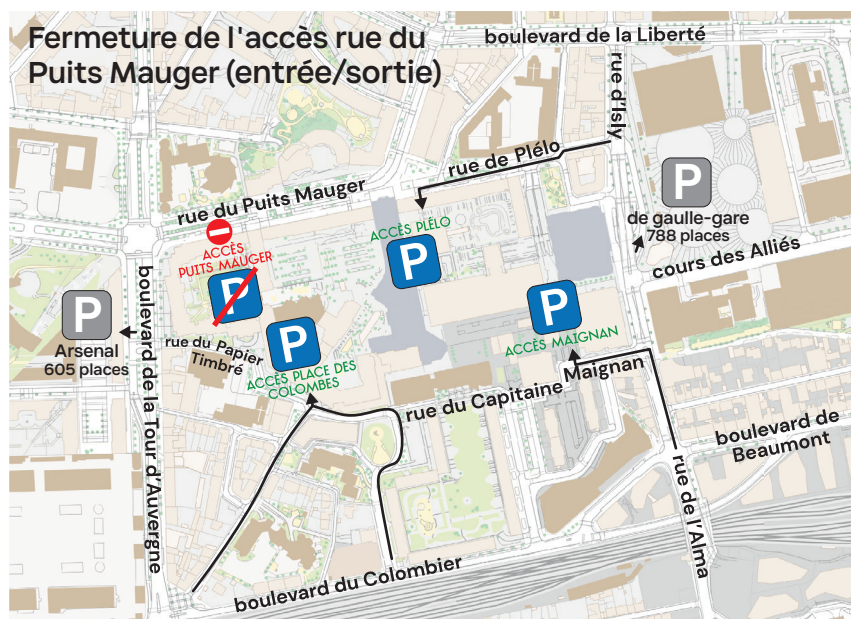 Fermeture de l'accès rue du
Puits Mauger (entrée/sortie)
boulevard de la Liberté
rue d'Isly
rue de Plélo
P
de gaulle-gare
788 places
rue du Puits Mauger
ACCÈS PLÉLO
P
ACCÈS
PUITS MAUGER
P
cours des Alliés
P
Arsenal
605 places
boulevard de la Tour d'Auvergne
rue du Papier
Timbré
P
ACCÈS PLACE DES
COLOMBES
P
ACCÈS MAIGNAN
rue du Capitaine Maignan
boulevard de
Beaumont
rue de l'Alma
boulevard du Colombier